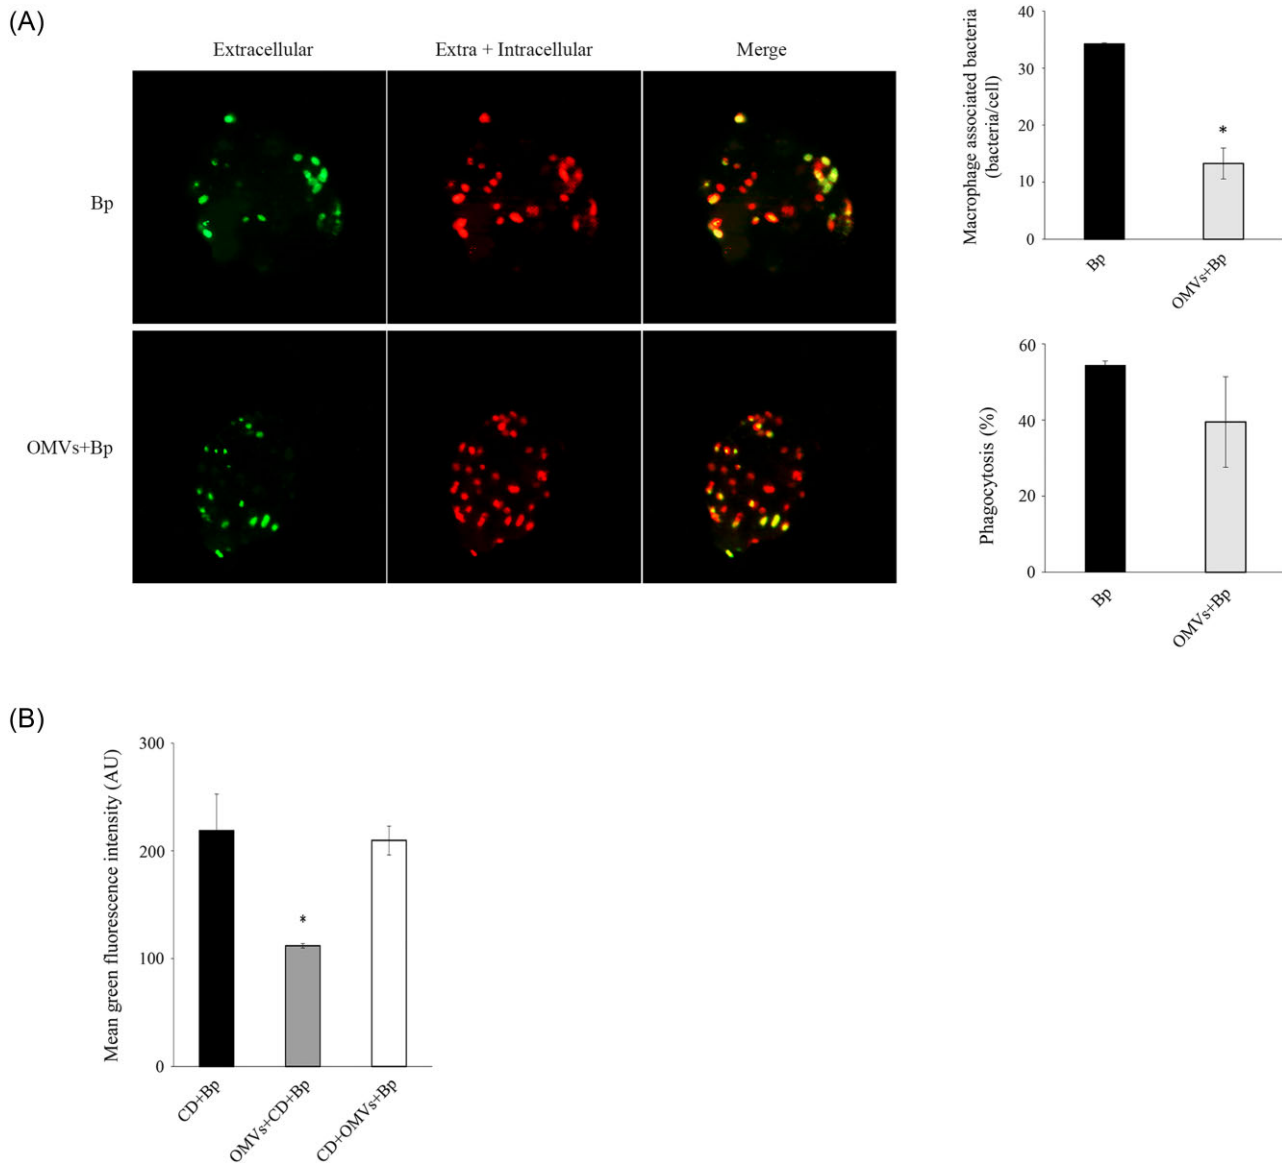 (A)
Extracellular
Extra + Intracellular
Merge
Bp
OMVs+Bp
Macrophage associated bacteria
(bacteria/cell)
40
30
20
10
0
*
Bp
OMVs+Bp
Phagocytosis (%)
60
40
20
0
Bp
OMVs+Bp
(B)
Mean green fluorescence intensity (AU)
300
200
100
0
*
CD+Bp
OMVs+CD+Bp
CD+OMVs+Bp